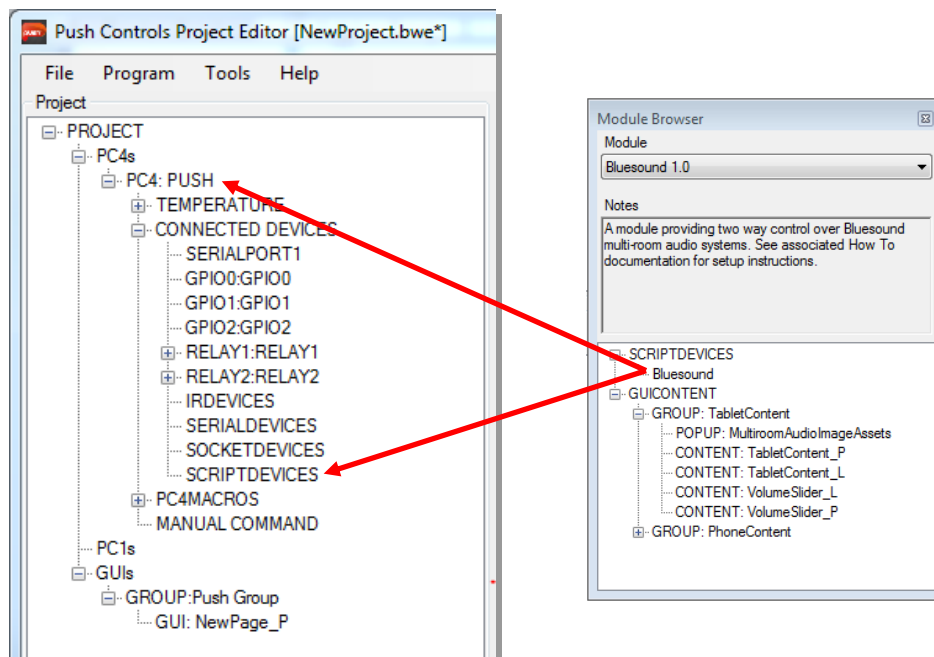 Push Controls Project Editor [NewProject.bwe*]
File Program Tools Help
Project
PROJECT
PC4s
PC4: PUSH
TEMPERATURE
CONNECTED DEVICES
SERIALPORT1
GPIO0:GPIO0
GPIO1:GPIO1
GPIO2:GPIO2
RELAY1:RELAY1
RELAY2:RELAY2
IRDEVICES
SERIALDEVICES
SOCKETDEVICES
SCRIPTDEVICES
PC4MACROS
MANUAL COMMAND
PC1s
GUIs
GROUP:Push Group
GUI: NewPage_P
Module Browser
Module
Bluesound 1.0
Notes
A module providing two way control over Bluesound
multi-room audio systems. See associated How To
documentation for setup instructions.
SCRIPTDEVICES
Bluesound
GUICONTENT
GROUP: TabletContent
POPUP: MultiroomAudioImageAssets
CONTENT: TabletContent_P
CONTENT: TabletContent_L
CONTENT: VolumeSlider_L
CONTENT: VolumeSlider_P
GROUP: PhoneContent